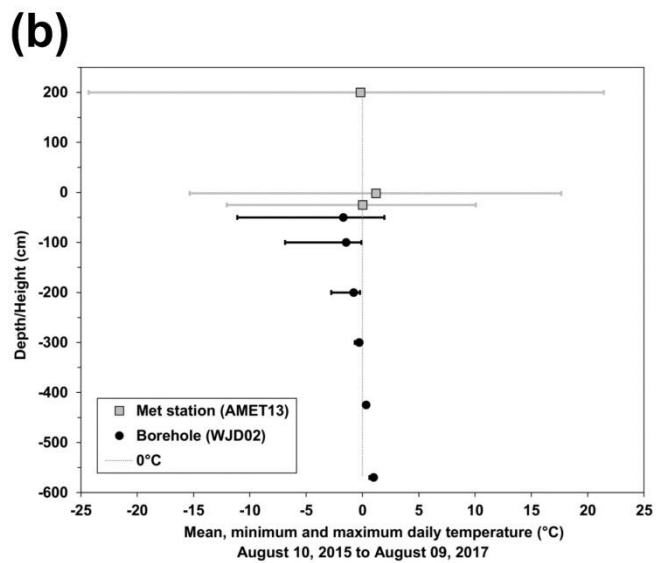 (b)
200
100
0
-100
-200
-300
-400
-500
-600
Depth/Height (cm)
Met station (AMET13)
Borehole (WJD02)
0°C
-25 -20 -15 -10 -5 0 5 10 15 20 25
Mean, minimum and maximum daily temperature (°C)
August 10, 2015 to August 09, 2017